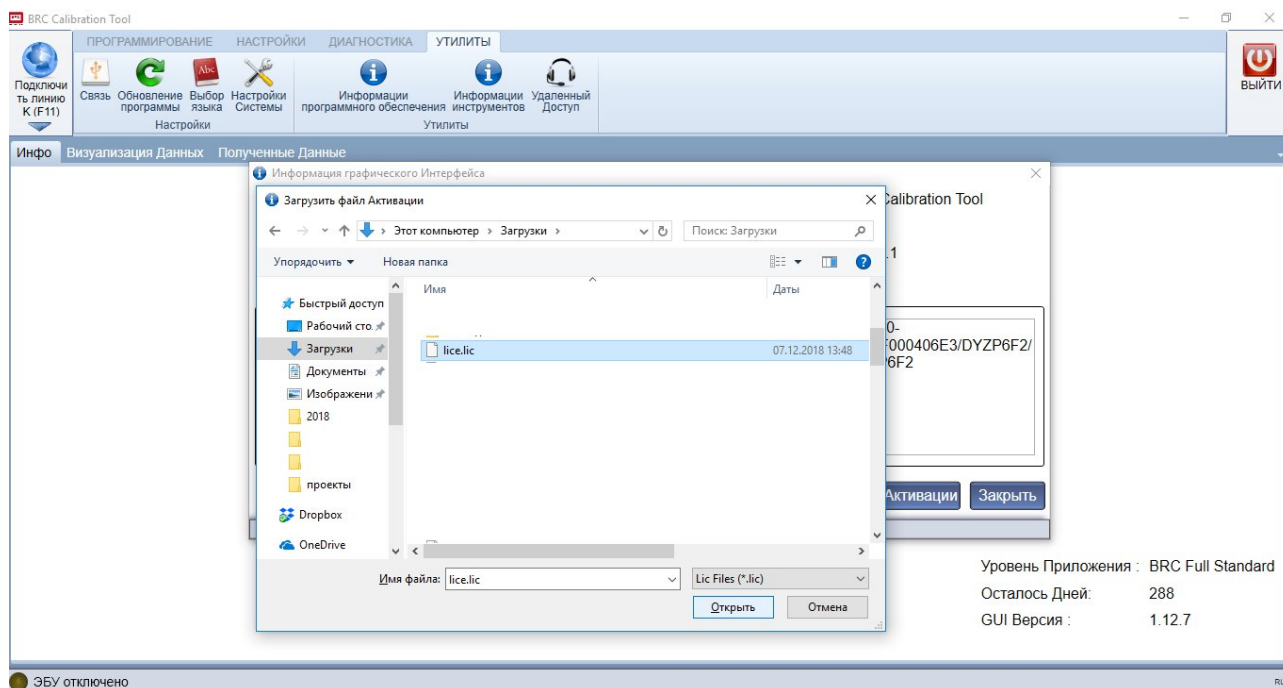 BRC Calibration Tool
ПРОГРАММИРОВАНИЕ НАСТРОЙКИ ДИАГНОСТИКА УТИЛИТЫ
Подключи
ть линию
K (F11)
Связь
Обновление
программы
Выбор
языка
Настройки
Системы
Настройки
Информации
программного обеспечения
Информации
инструментов
Удаленный
Доступ
Утилиты
ВЫЙТИ
Инфо Визуализация Данных Полученные Данные
Информация графического Интерфейса
Calibration Tool
.1
0-
F000406E3/DYZP6F2/
6F2
Активации Закрыть
Загрузить файл Активации
Этот компьютер › Загрузки ›
Поиск: Загрузки
Упорядочить Новая папка
Имя Даты
Быстрый доступ
Рабочий сто.
Загрузки
Документы
Изображени
2018
проекты
Dropbox
OneDrive
lice.lic 07.12.2018 13:48
Имя файла: lice.lic Lic Files (*.lic)
Открыть Отмена
Уровень Приложения : BRC Full Standard
Осталось Дней: 288
GUI Версия : 1.12.7
ЭБУ отключено